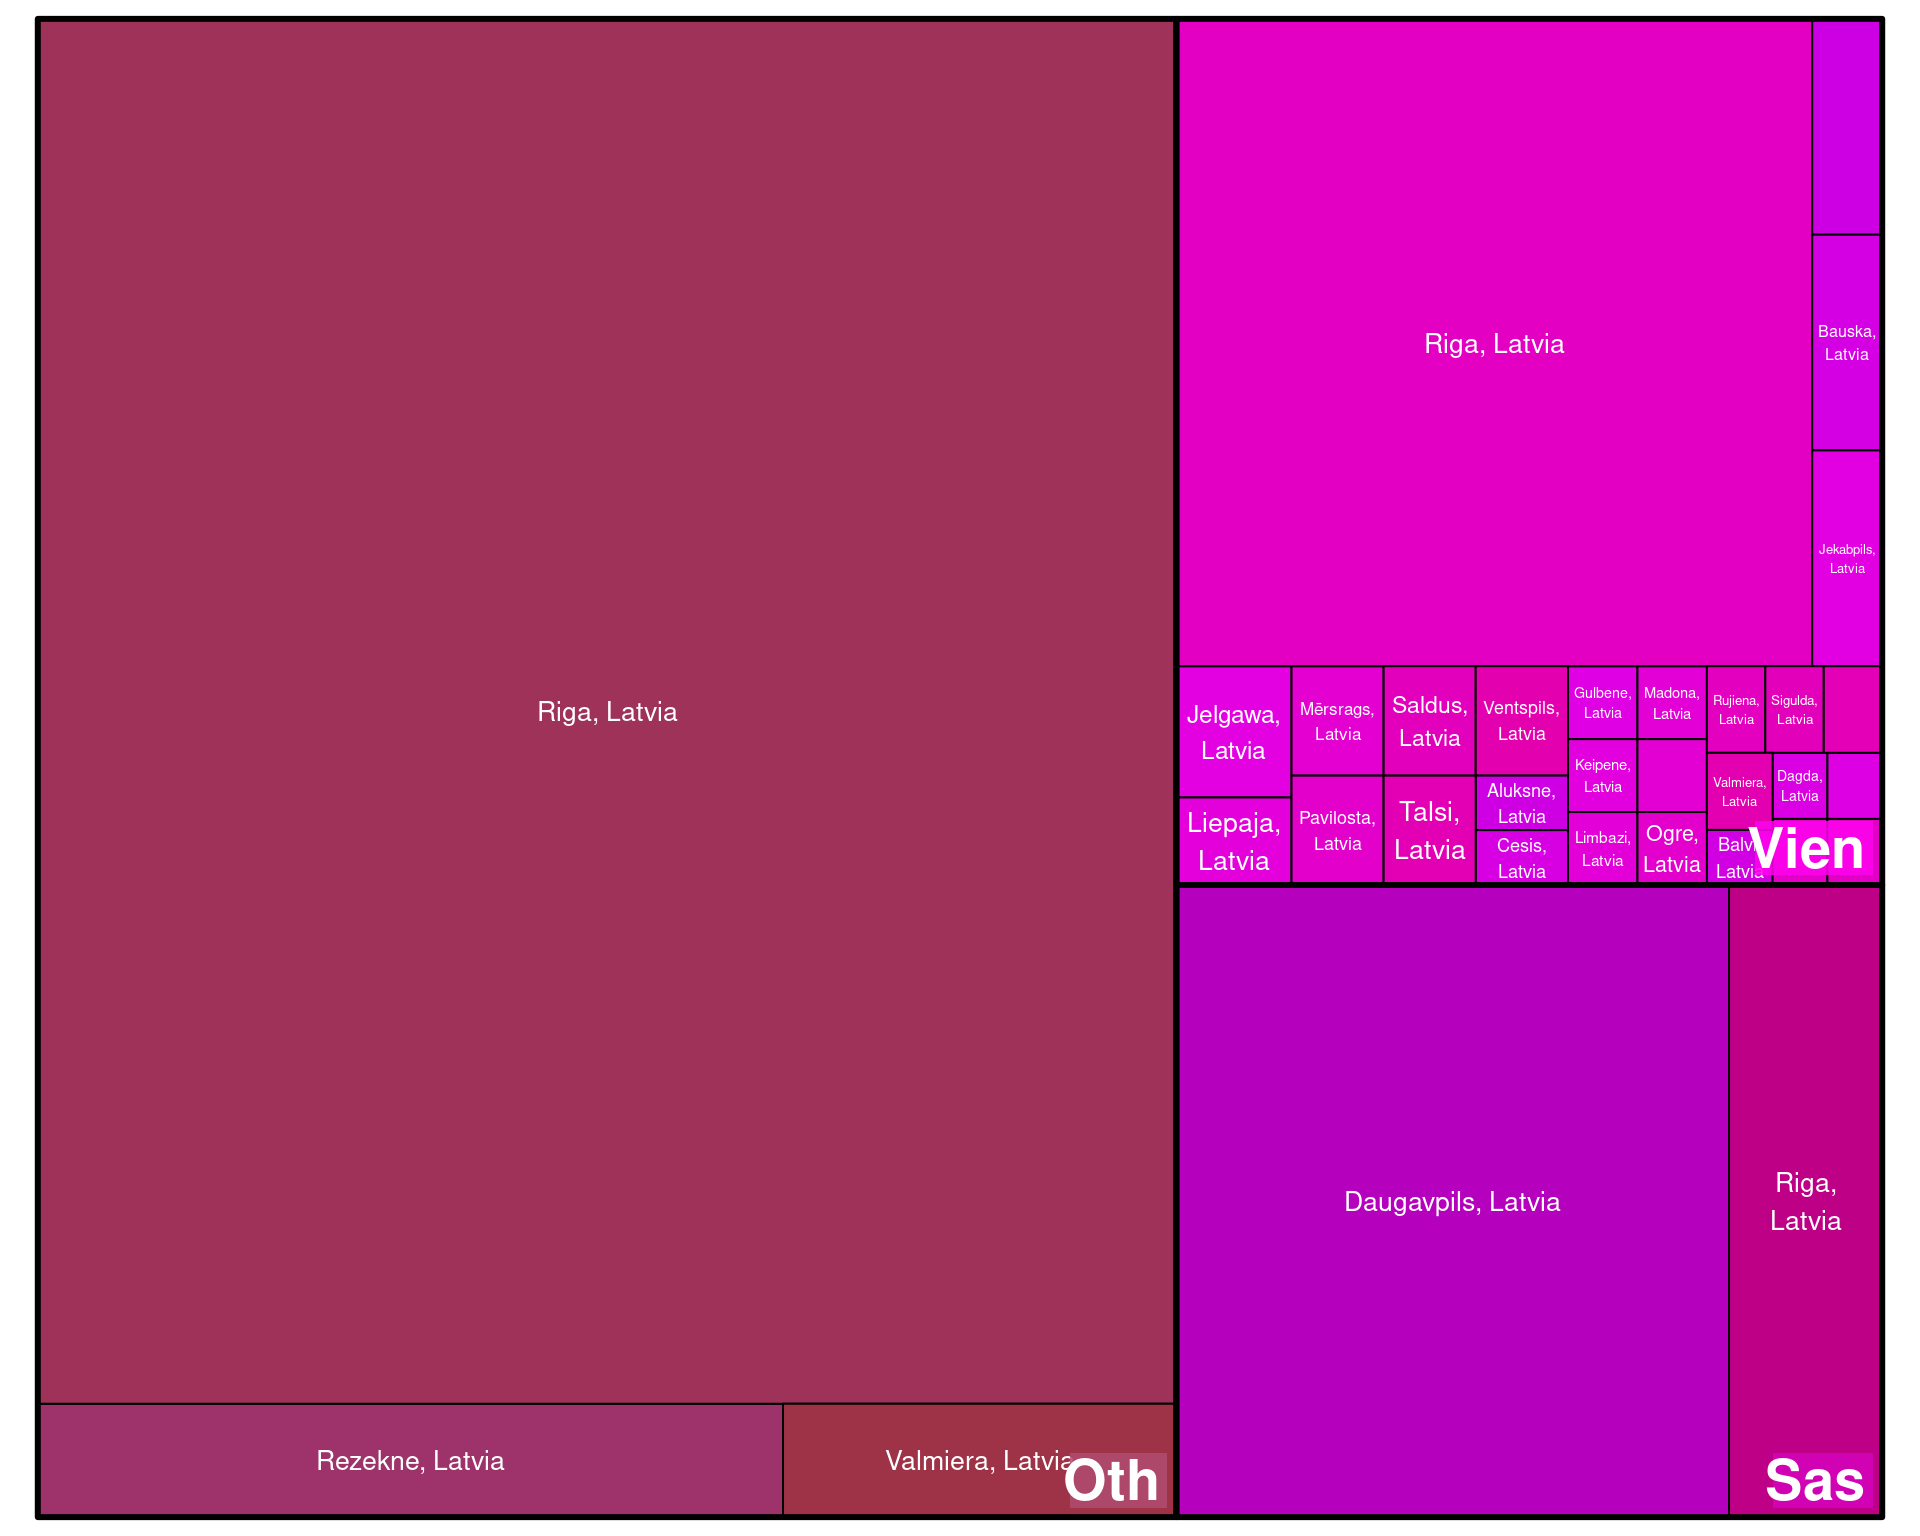 Riga, Latvia
Rezekne, Latvia
Valmiera, Latvia
Oth
Riga, Latvia
Bauska,
Latvia
Jekabpils,
Latvia
Jelgawa,
Latvia
Liepaja,
Latvia
Mērsrags,
Latvia
Pavilosta,
Latvia
Saldus,
Latvia
Talsi,
Latvia
Ventspils,
Latvia
Aluksne,
Latvia
Cesis,
Latvia
Gulbene,
Latvia
Keipene,
Latvia
Limbazi,
Latvia
Madona,
Latvia
Ogre,
Latvia
Rujiena,
Latvia
Sigulda,
Latvia
Valmiera,
Latvia
Dagda,
Latvia
Balvi,
Latvia
Vien
Daugavpils, Latvia
Riga,
Latvia
Sas